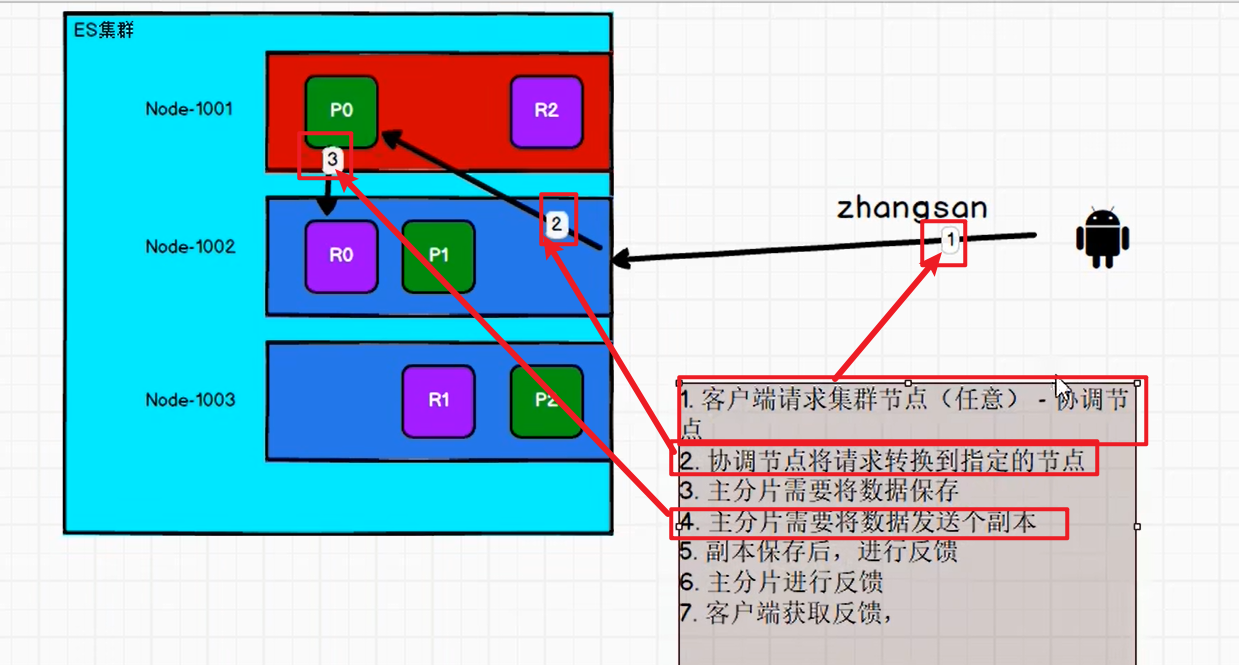 ES集群
Node-1001
P0
R2
3
Node-1002
R0
P1
2
zhangsan
1
Node-1003
R1
P2
1. 客户端请求集群节点（任意） - 协调节
点
2. 协调节点将请求转换到指定的节点
3. 主分片需要将数据保存
4. 主分片需要将数据发送个副本
5. 副本保存后，进行反馈
6. 主分片进行反馈
7. 客户端获取反馈，